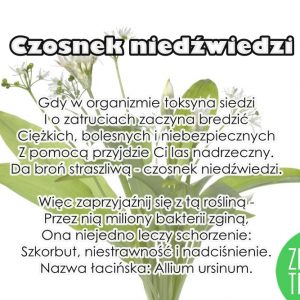 Czosnek niedźwiedzi
Gdy w organizmie toksyna siedzi
I o zatruciach zaczyna bredzić
Ciężkich, bolesnych i niebezpiecznych
Z pomocą przyjdzie Ci las nadrzeczny.
Da broń straszliwą - czosnek niedźwiedzi.
Więc zaprzyjaźnij się z tą rośliną -
Przez nią miliony bakterii zginą,
Ona niejedno leczy schorzenie:
Szkorbut, niestrawność i nadciśnienie.
Nazwa łacińska: Allium ursinum.